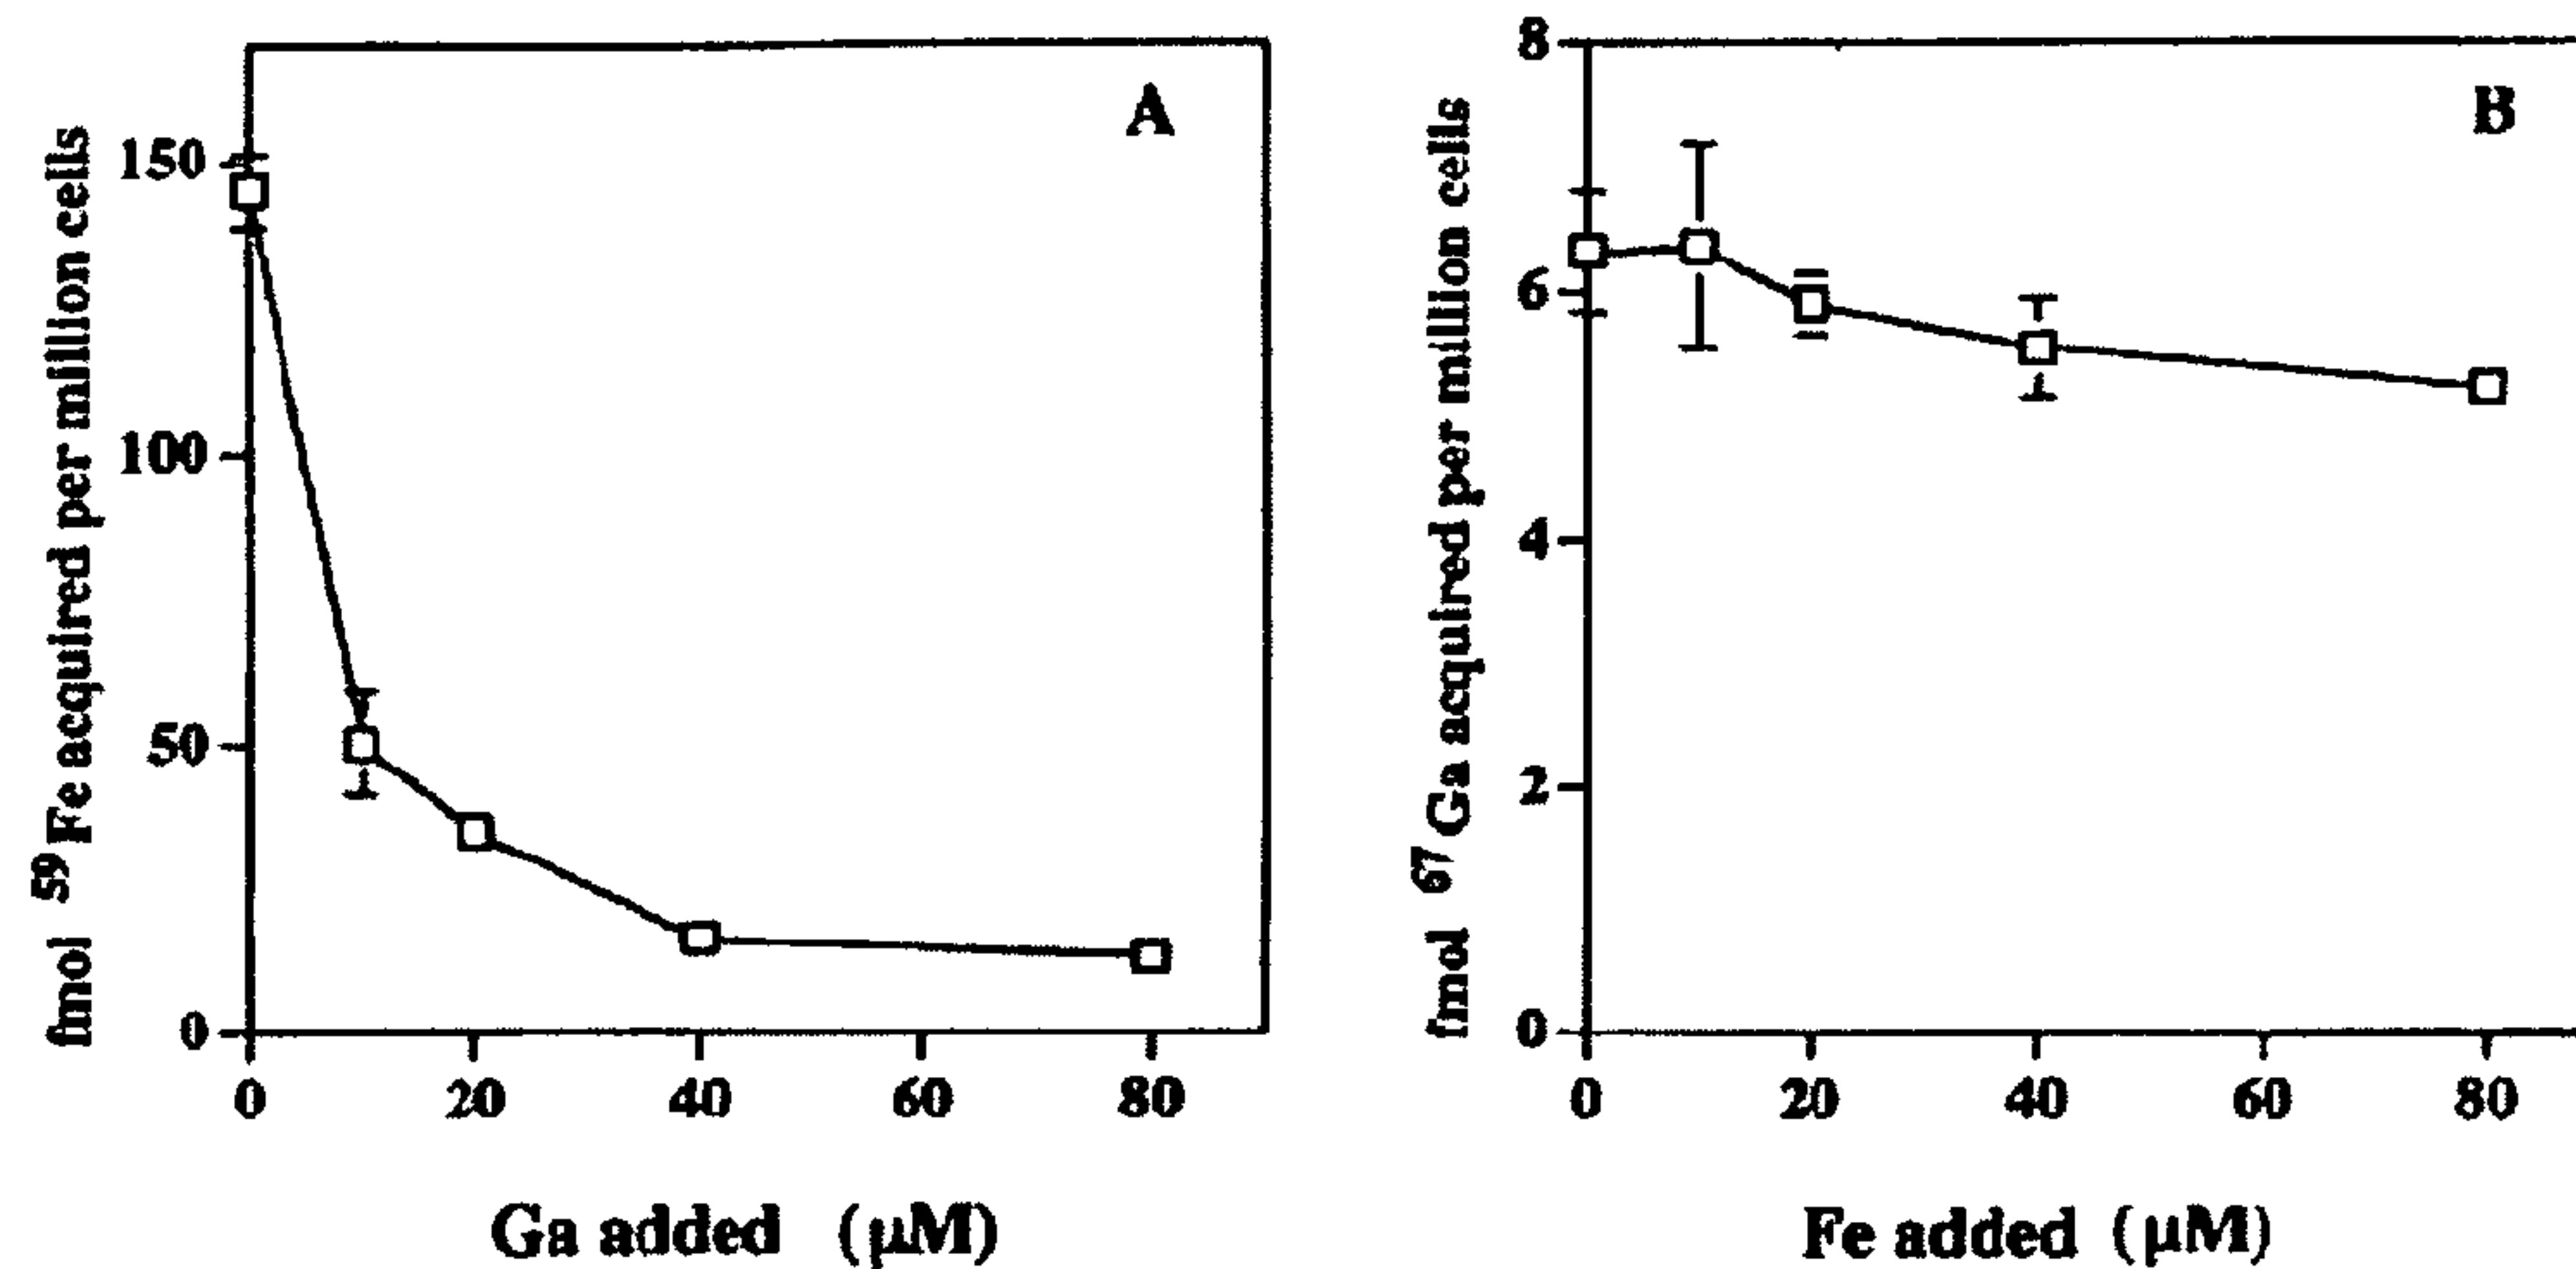 A
fmol ⁵⁹Fe acquired per million cells
150
100
50
0
0 20 40 60 80
Ga added (μM)
B
fmol ⁶⁷Ga acquired per million cells
8
6
4
2
0
0 20 40 60 80
Fe added (μM)